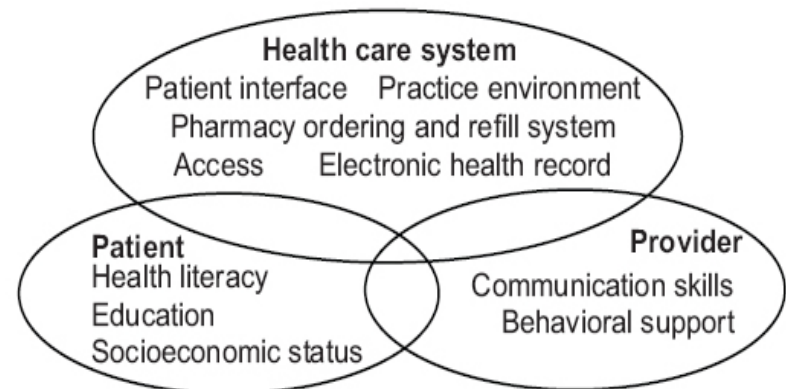 Health care system
Patient interface Practice environment
Pharmacy ordering and refill system
Access Electronic health record
Patient
Health literacy
Education
Socioeconomic status
Provider
Communication skills
Behavioral support